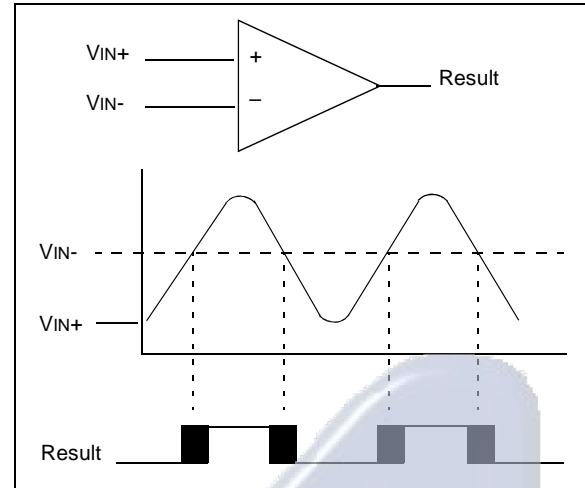 VIN+
+
Result
VIN-
–
VIN-
VIN+
Result